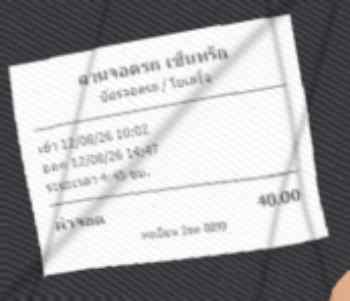 ลานจอดรถ เซ็นทรัล
บัตรจอดรถ / ใบเสร็จ
เข้า 12/08/26 10:02
ออก 12/08/26 14:47
ระยะเวลา 4:45 ชม.
ค่าจอด 40.00
ทะเบียน